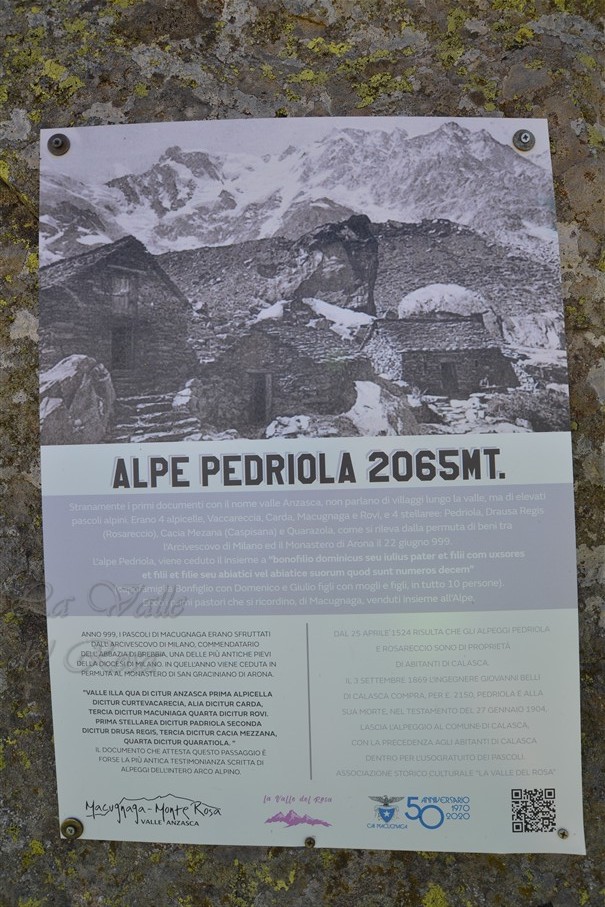 ALPE PEDRIOLA 2065MT.
Stranamente i primi documenti con il nome valle Anzasca, non parlano di villaggi lungo la valle, ma di elevati
pascoli alpini. Erano 4 alpicelle, Vaccareccia, Carda, Macugnaga e Rovi, e 4 stellaree: Pedriola, Drausa Regis
(Rosareccio), Cacia Mezana (Caspisana) e Quarazola, come si rileva dalla permuta di beni tra
l'Arcivescovo di Milano ed il Monastero di Arona il 22 giugno 999.
L'alpe Pedriola, viene ceduto il insieme a "bonofilio dominicus seu iulius pater et filii com uxsores
et filii et filie seu abiatici vel abiatice suorum quod sunt numeros decem"
famiglia Bonfiglio con Domenico e Giulio figli con mogli e figli, in tutto 10 persone).
primi pastori che si ricordino, di Macugnaga, venduti insieme all'Alpe.
La Valle
ANNO 999, I PASCOLI DI MACUGNAGA ERANO SFRUTTATI
DALL'ARCIVESCOVO DI MILANO, COMMENDATARIO
DELL'ABBAZIA DI BREBBIA, UNA DELLE PIÙ ANTICHE PIEVI
DELLA DIOCESI DI MILANO. IN QUELL'ANNO VIENE CEDUTA IN
PERMUTA AL MONASTERO DI SAN GRACINIANO DI ARONA.
"VALLE ILLA QUA DI CITUR ANZASCA PRIMA ALPICELLA
DICITUR CURTEVACARECIA, ALIA DICITUR CARDA,
TERCIA DICITUR MACUNIAGA QUARTA DICITUR ROVI.
PRIMA STELLAREA DICITUR PADRIOLA SECONDA
DICITUR DRUSA REGIS, TERCIA DICITUR CACIA MEZZANA,
QUARTA DICITUR QUARATIOLA. "
IL DOCUMENTO CHE ATTESTA QUESTO PASSAGGIO È
FORSE LA PIÙ ANTICA TESTIMONIANZA SCRITTA DI
ALPEGGI DELL'INTERO ARCO ALPINO.
DAL 25 APRILE 1524 RISULTA CHE GLI ALPEGGI PEDRIOLA
E ROSARECCIO SONO DI PROPRIETÀ
DI ABITANTI DI CALASCA.
IL 3 SETTEMBRE 1869 L'INGEGNERE GIOVANNI BELLI
DI CALASCA COMPRA, PER £. 2150, PEDRIOLA E ALLA
SUA MORTE, NEL TESTAMENTO DEL 27 GENNAIO 1904,
LASCIA L'ALPEGGIO AL COMUNE DI CALASCA,
CON LA PRECEDENZA AGLI ABITANTI DI CALASCA
DENTRO PER L'USOGRATUITO DEI PASCOLI.
ASSOCIAZIONE STORICO CULTURALE "LA VALLE DEL ROSA"
Macugnaga - Monte Rosa
VALLE ANZASCA
la Valle del Rosa
CAI MACUGNAGA
50 ANNIVERSARIO
1970
2020